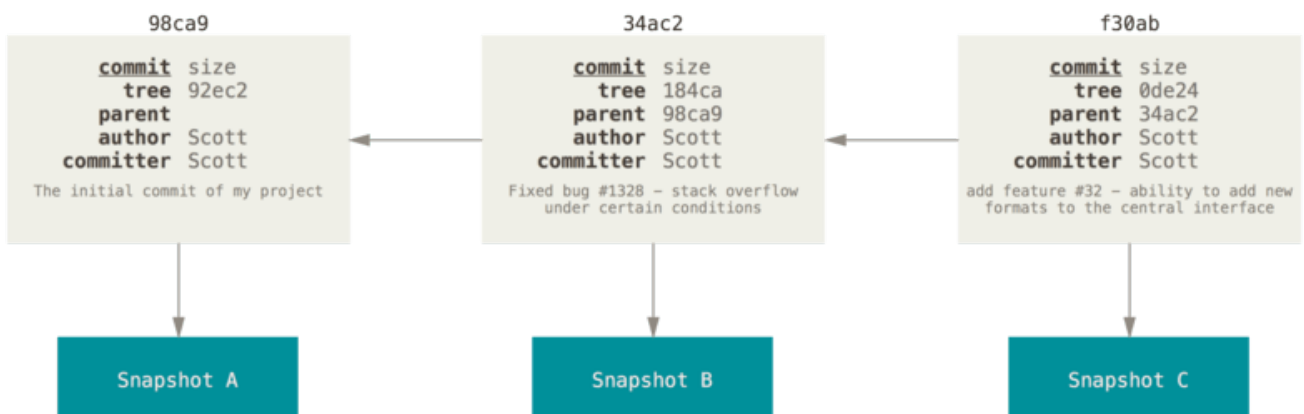 98ca9
commit size
tree 92ec2
parent
author Scott
committer Scott
The initial commit of my project
Snapshot A
34ac2
commit size
tree 184ca
parent 98ca9
author Scott
committer Scott
Fixed bug #1328 – stack overflow
under certain conditions
Snapshot B
f30ab
commit size
tree 0de24
parent 34ac2
author Scott
committer Scott
add feature #32 – ability to add new
formats to the central interface
Snapshot C